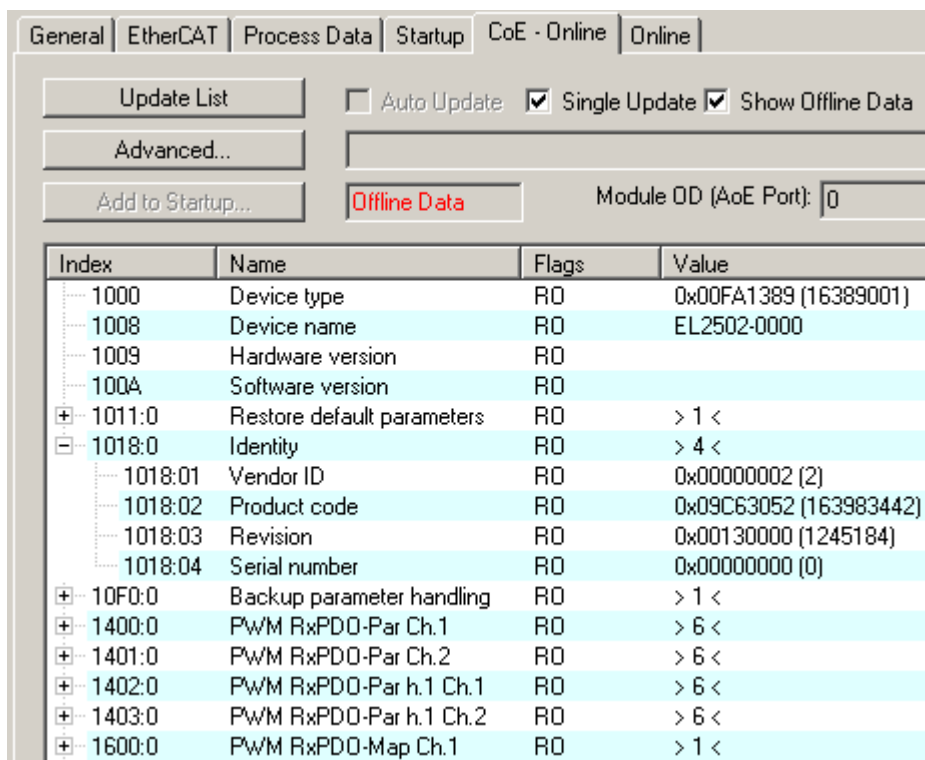 General EtherCAT Process Data Startup CoE - Online Online
Update List Auto Update Single Update Show Offline Data
Advanced...
Add to Startup... Offline Data Module OD (AoE Port): 0
Index Name Flags Value
1000 Device type RO 0x00FA1389 (16389001)
1008 Device name RO EL2502-0000
1009 Hardware version RO
100A Software version RO
1011:0 Restore default parameters RO > 1 <
1018:0 Identity RO > 4 <
1018:01 Vendor ID RO 0x00000002 (2)
1018:02 Product code RO 0x09C63052 (163983442)
1018:03 Revision RO 0x00130000 (1245184)
1018:04 Serial number RO 0x00000000 (0)
10F0:0 Backup parameter handling RO > 1 <
1400:0 PWM RxPDO-Par Ch.1 RO > 6 <
1401:0 PWM RxPDO-Par Ch.2 RO > 6 <
1402:0 PWM RxPDO-Par h.1 Ch.1 RO > 6 <
1403:0 PWM RxPDO-Par h.1 Ch.2 RO > 6 <
1600:0 PWM RxPDO-Map Ch.1 RO > 1 <